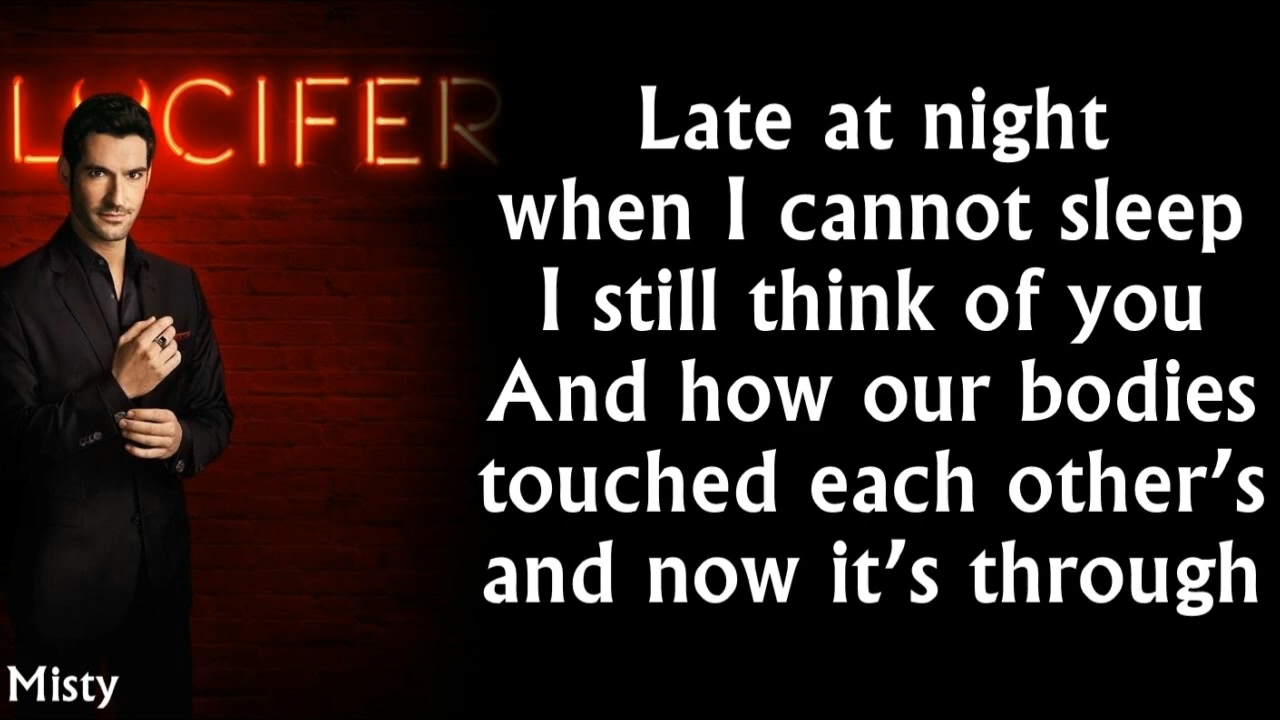 LUCIFER
Late at night
when I cannot sleep
I still think of you
And how our bodies
touched each other’s
and now it’s through
Misty